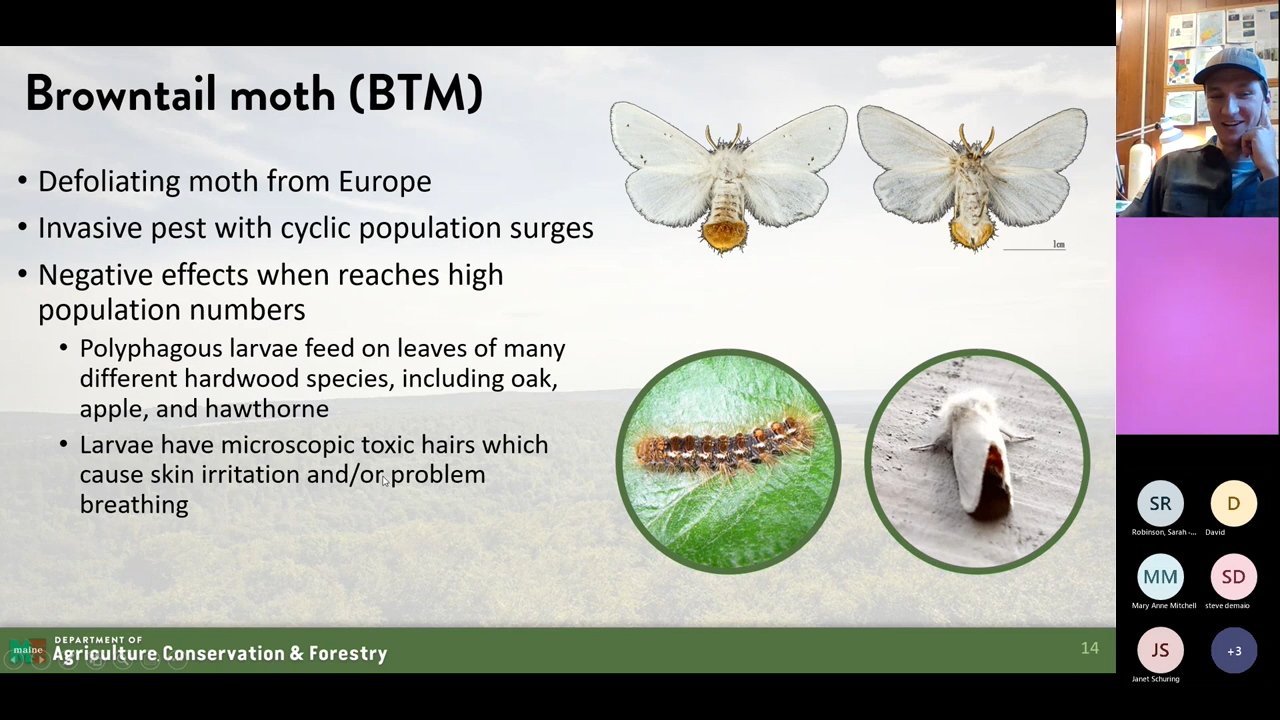 Browntail moth (BTM)
• Defoliating moth from Europe
• Invasive pest with cyclic population surges
• Negative effects when reaches high
population numbers
• Polyphagous larvae feed on leaves of many
different hardwood species, including oak,
apple, and hawthorne
• Larvae have microscopic toxic hairs which
cause skin irritation and/or problem
breathing
1cm
maine
DEPARTMENT OF
Agriculture Conservation & Forestry
14
SR
D
Robinson, Sarah -...
David
MM
SD
Mary Anne Mitchell
steve demaio
JS
+3
Janet Schuring